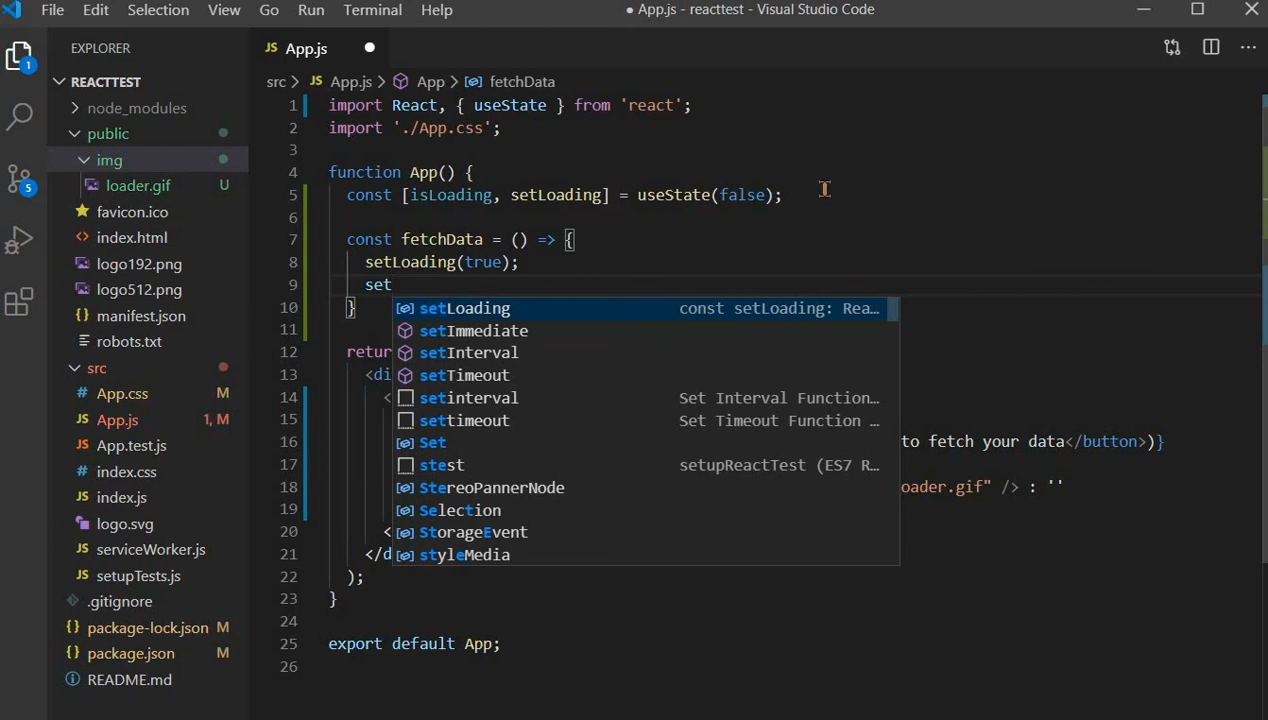 File Edit Selection View Go Run Terminal Help ● App.js - reacttest - Visual Studio Code
EXPLORER
REACTTEST
node_modules
public
img
loader.gif U
favicon.ico
index.html
logo192.png
logo512.png
manifest.json
robots.txt
src
App.css M
App.js 1, M
App.test.js
index.css
index.js
logo.svg
serviceWorker.js
setupTests.js
.gitignore
package-lock.json M
package.json M
README.md
1
5
JS App.js ●
src > JS App.js > App > fetchData
1 import React, { useState } from 'react';
2 import './App.css';
3
4 function App() {
5 const [isLoading, setLoading] = useState(false);
6
7 const fetchData = () => {
8 setLoading(true);
9 set
10 }
11
12 retur
13 <di
14 <
15
16 to fetch your data</button>)}
17
18 oader.gif" /> : ''
19
20 <
21 </d
22 );
23 }
24
25 export default App;
26
setLoading const setLoading: Rea…
setImmediate
setInterval
setTimeout
setinterval Set Interval Function…
settimeout Set Timeout Function …
Set
stest setupReactTest (ES7 R…
StereoPannerNode
Selection
StorageEvent
styleMedia